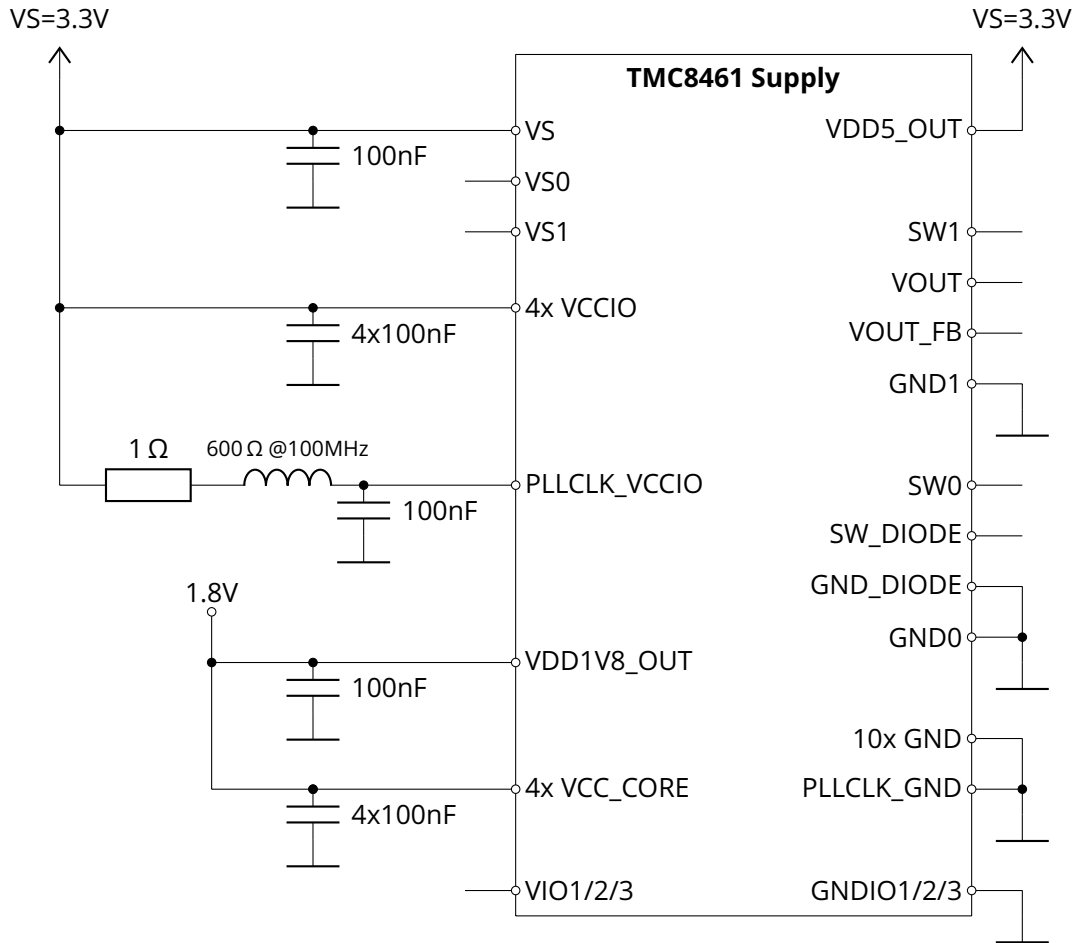 VS=3.3V
VS=3.3V
TMC8461 Supply
VS
VDD5_OUT
100nF
VS0
VS1
SW1
VOUT
4x VCCIO
4x100nF
VOUT_FB
GND1
1 Ω
600 Ω @100MHz
PLLCLK_VCCIO
SW0
100nF
SW_DIODE
GND_DIODE
1.8V
GND0
VDD1V8_OUT
100nF
10x GND
4x VCC_CORE
PLLCLK_GND
4x100nF
VIO1/2/3
GNDIO1/2/3